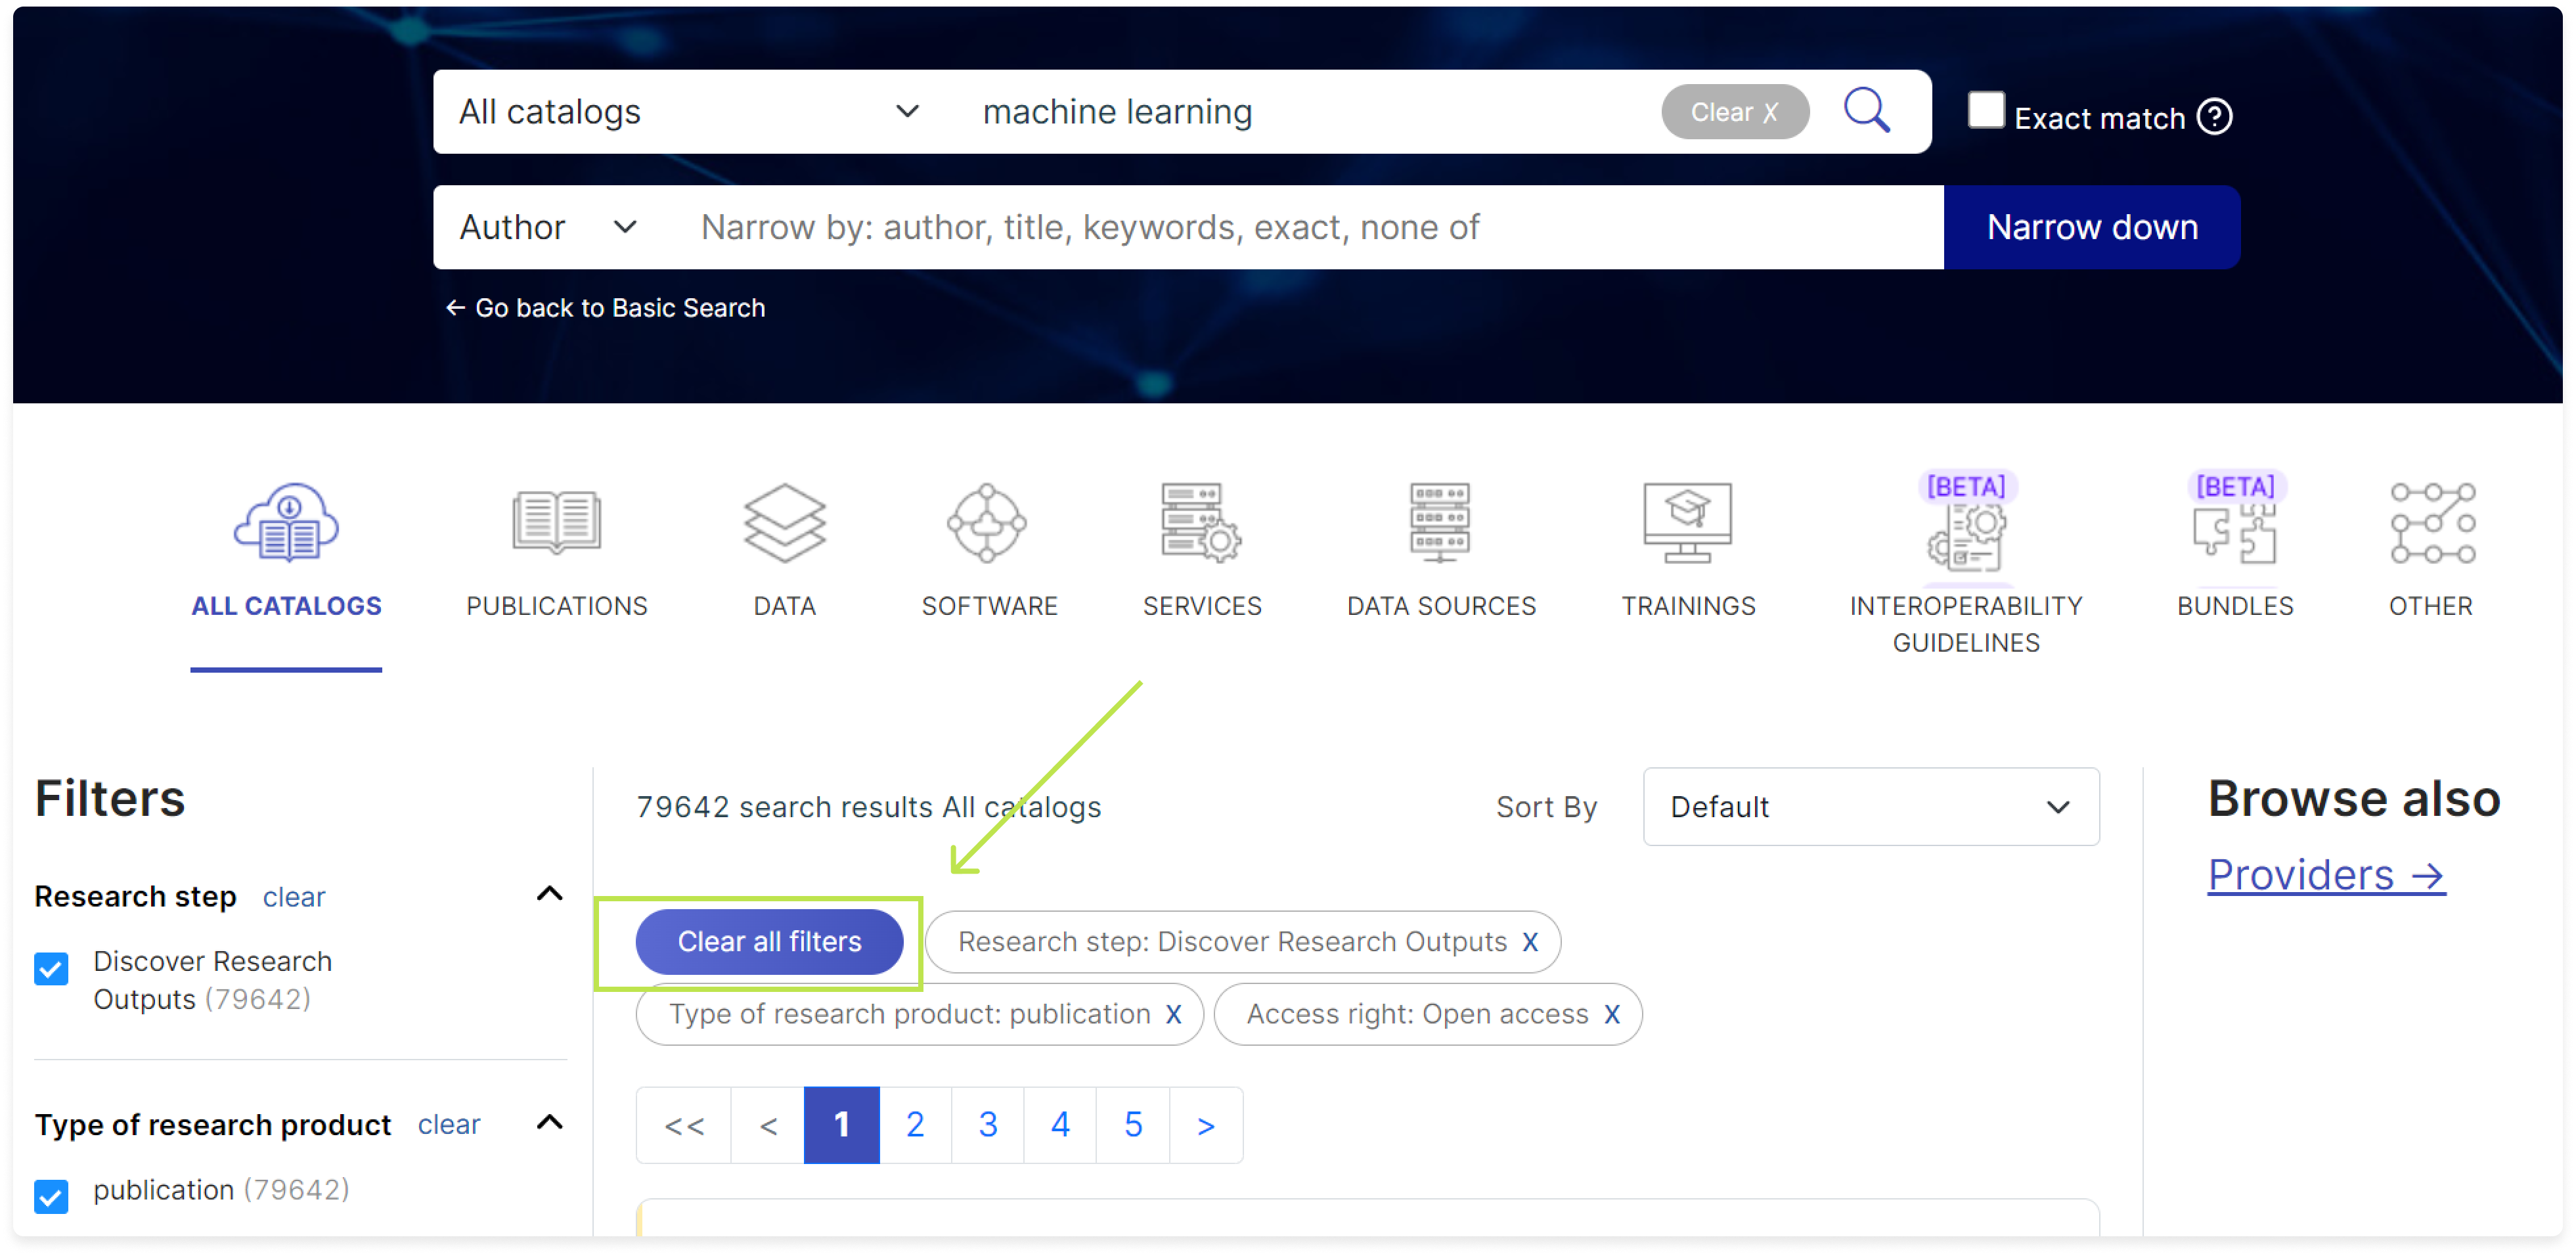 All catalogs machine learning Clear X Exact match ?
Author Narrow by: author, title, keywords, exact, none of Narrow down
← Go back to Basic Search
[BETA] [BETA]
ALL CATALOGS PUBLICATIONS DATA SOFTWARE SERVICES DATA SOURCES TRAININGS INTEROPERABILITY BUNDLES OTHER
GUIDELINES
Filters
Research step clear
Discover Research
Outputs (79642)
Type of research product clear
publication (79642)
79642 search results All catalogs Sort By Default
Clear all filters Research step: Discover Research Outputs X
Type of research product: publication X Access right: Open access X
<< < 1 2 3 4 5 >
Browse also
Providers →